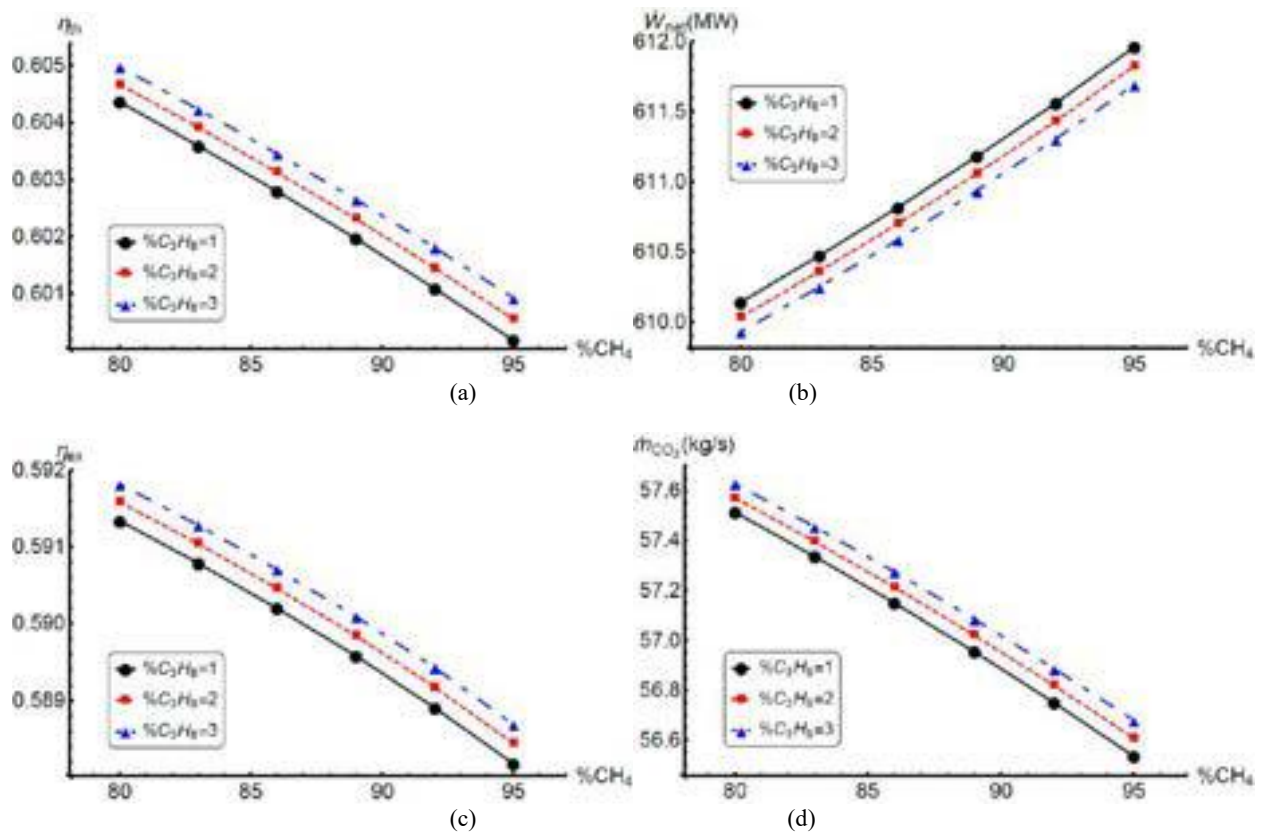 η_th
0.605
0.604
0.603
0.602
0.601
%C₃H₈=1
%C₃H₈=2
%C₃H₈=3
80 85 90 95 %CH₄
(a)
Ẇ_net(MW)
612.0
611.5
611.0
610.5
610.0
%C₃H₈=1
%C₃H₈=2
%C₃H₈=3
80 85 90 95 %CH₄
(b)
η_ex
0.592
0.591
0.590
0.589
%C₃H₈=1
%C₃H₈=2
%C₃H₈=3
80 85 90 95 %CH₄
(c)
ṁ_CO₂(kg/s)
57.6
57.4
57.2
57.0
56.8
56.6
%C₃H₈=1
%C₃H₈=2
%C₃H₈=3
80 85 90 95 %CH₄
(d)